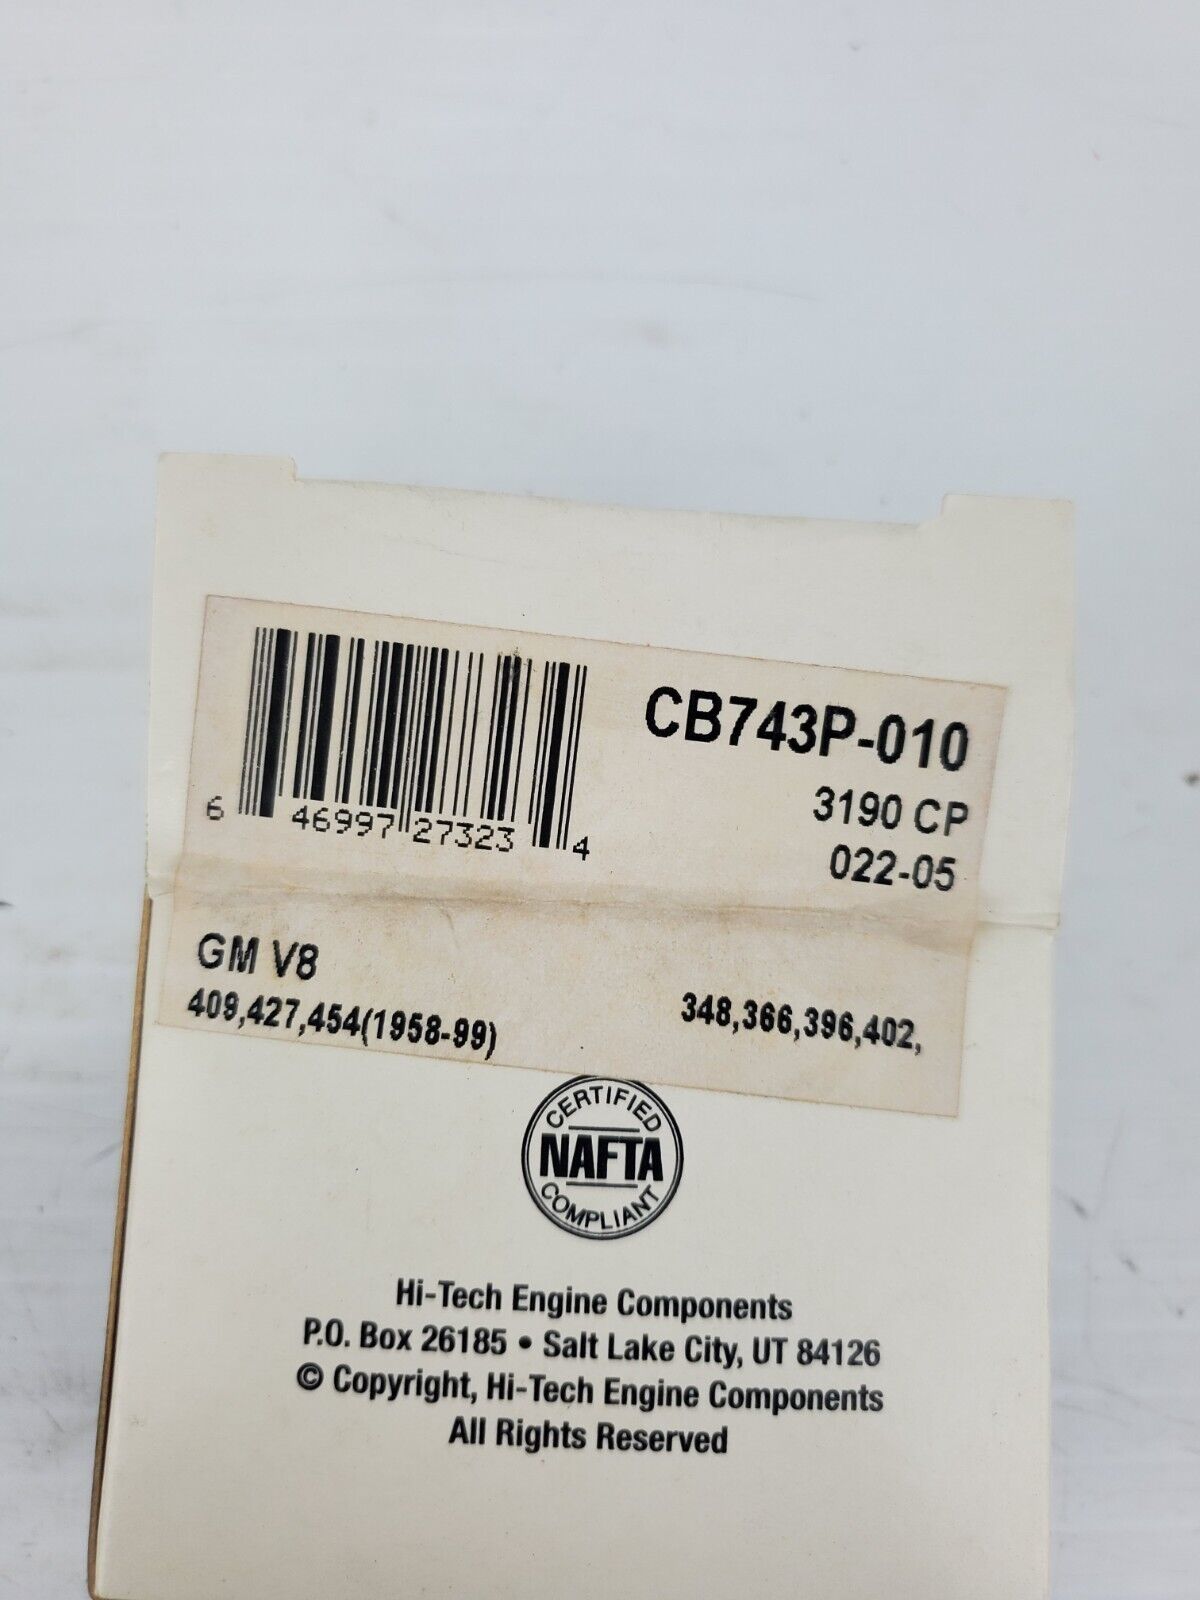 CB743P-010
3190 CP
022-05
6 46997 27323 4
GM V8
348,366,396,402,
409,427,454(1958-99)
CERTIFIED
NAFTA
COMPLIANT
Hi-Tech Engine Components
P.O. Box 26185 • Salt Lake City, UT 84126
© Copyright, Hi-Tech Engine Components
All Rights Reserved